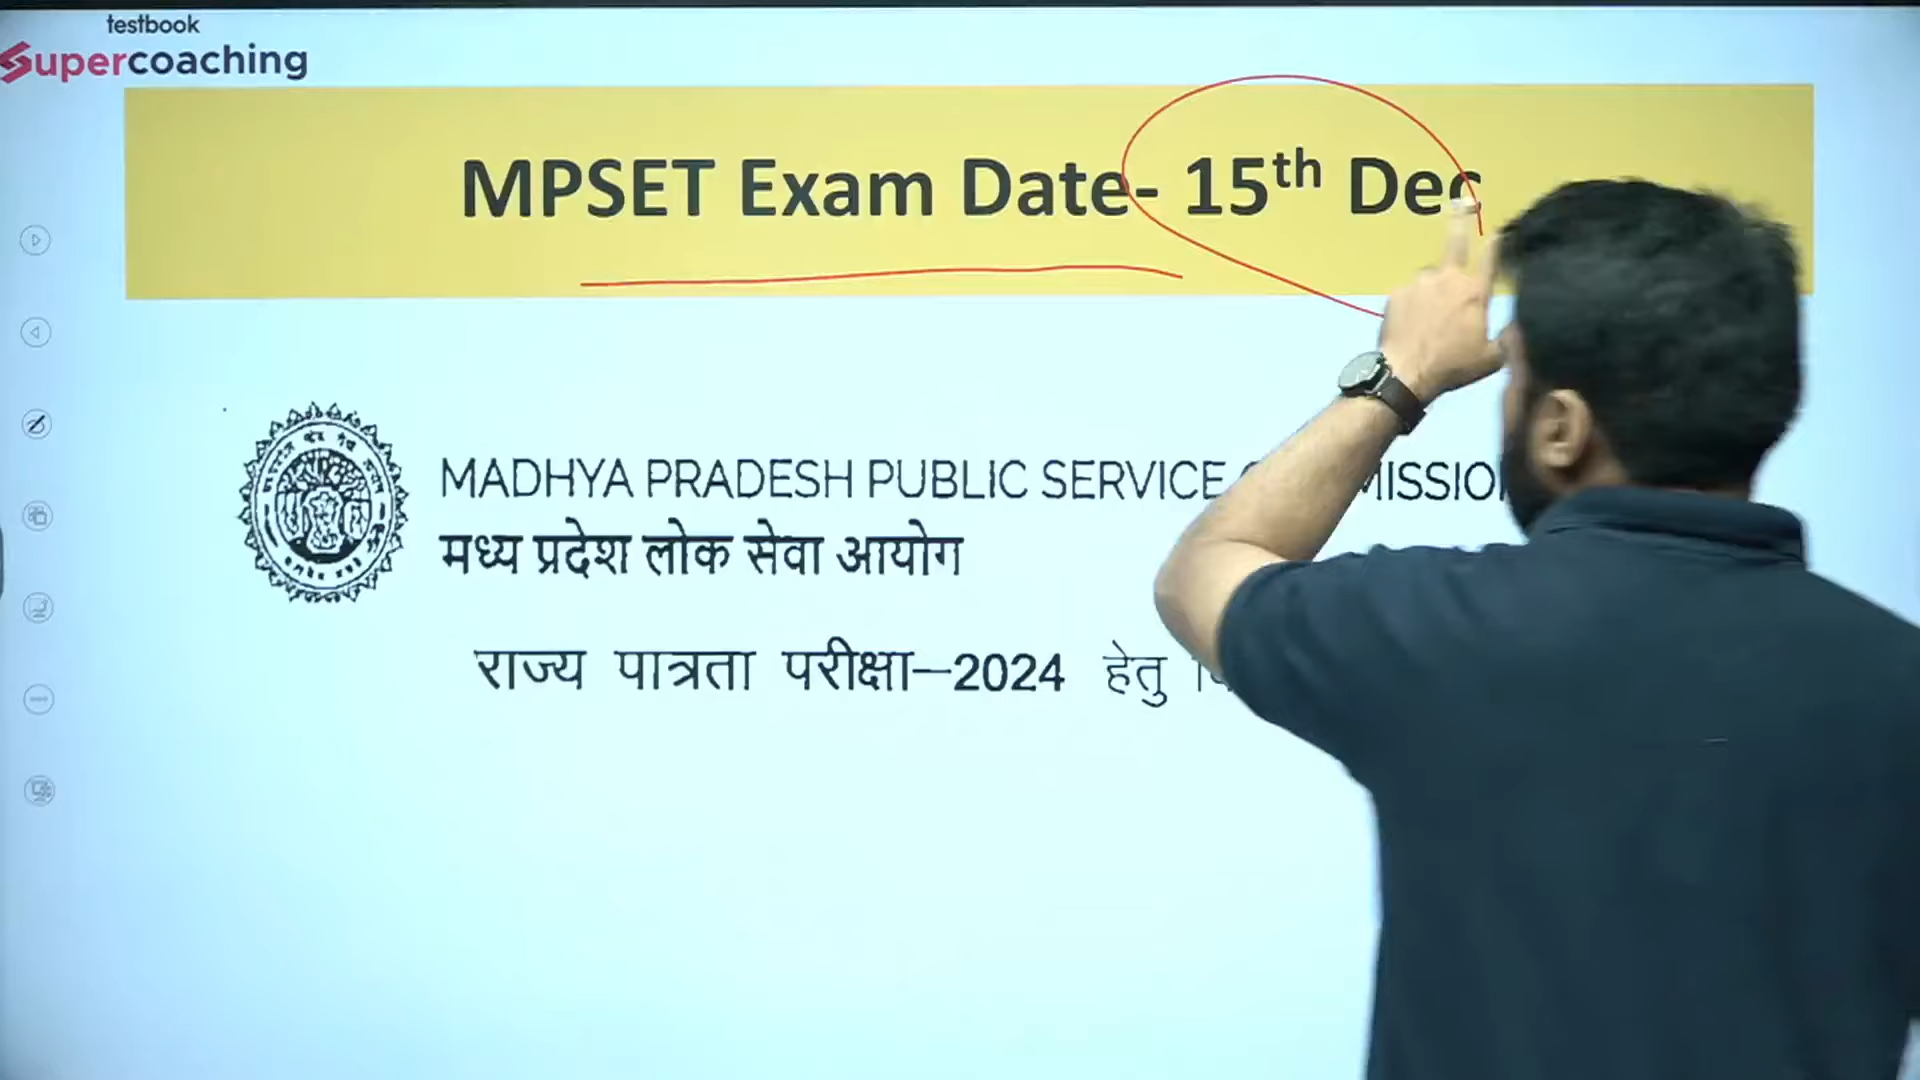 testbook
Supercoaching
MPSET Exam Date- 15th Dec
MADHYA PRADESH PUBLIC SERVICE
मध्य प्रदेश लोक सेवा आयोग
राज्य पात्रता परीक्षा–2024 हेतु